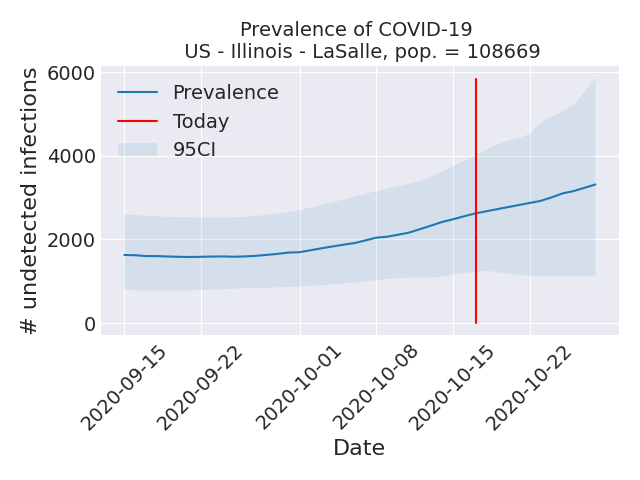 Prevalence of COVID-19
US - Illinois - LaSalle, pop. = 108669
# undetected infections
6000
4000
2000
0
Prevalence
Today
95CI
2020-09-15
2020-09-22
2020-10-01
2020-10-08
2020-10-15
2020-10-22
Date